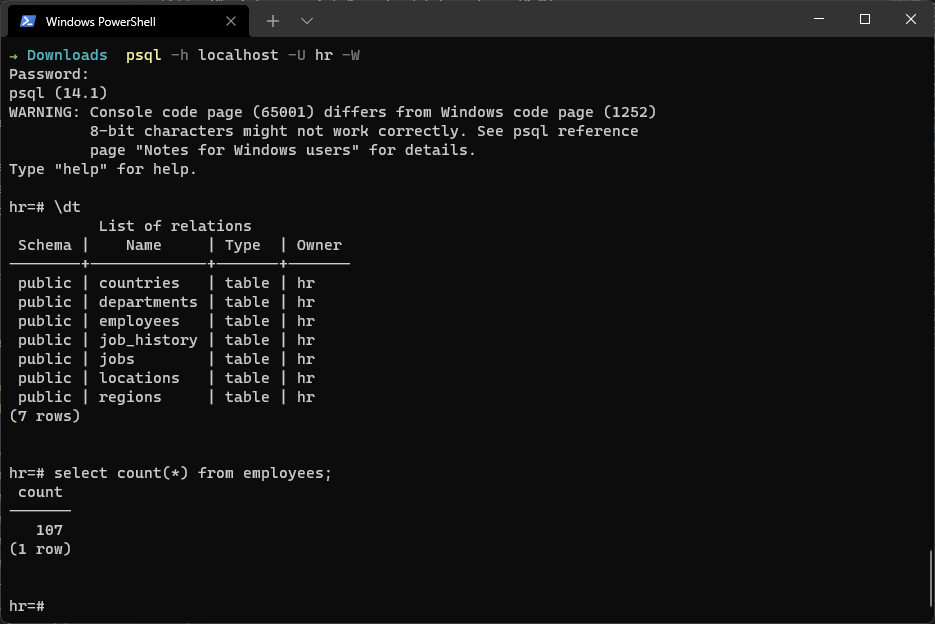 Windows PowerShell
→ Downloads  psql -h localhost -U hr -W
Password:
psql (14.1)
WARNING: Console code page (65001) differs from Windows code page (1252)
         8-bit characters might not work correctly. See psql reference
         page "Notes for Windows users" for details.
Type "help" for help.
hr=# \dt
          List of relations
 Schema |    Name     | Type  | Owner
--------+-------------+-------+-------
 public | countries   | table | hr
 public | departments | table | hr
 public | employees   | table | hr
 public | job_history | table | hr
 public | jobs        | table | hr
 public | locations   | table | hr
 public | regions     | table | hr
(7 rows)
hr=# select count(*) from employees;
 count
-------
   107
(1 row)
hr=#